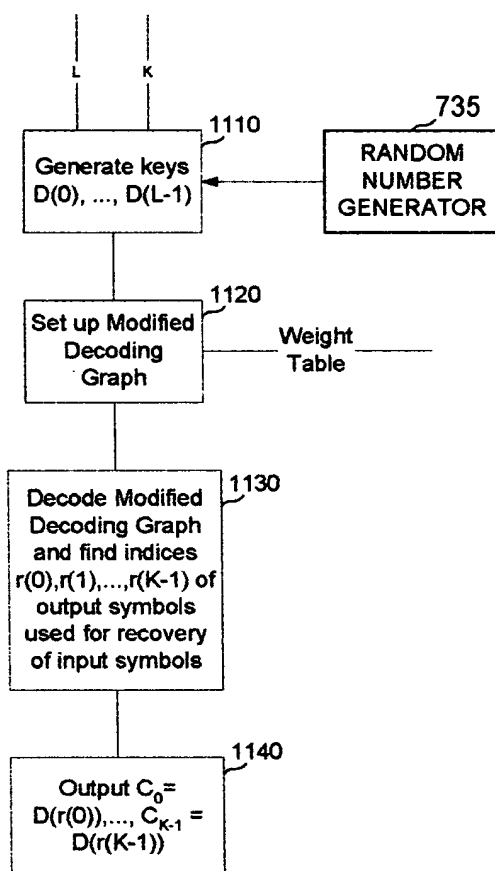 L
K
1110
735
Generate keys
D(0), ..., D(L-1)
RANDOM
NUMBER
GENERATOR
1120
Set up Modified
Decoding
Graph
Weight
Table
1130
Decode Modified
Decoding Graph
and find indices
r(0),r(1),...,r(K-1) of
output symbols
used for recovery
of input symbols
1140
Output C₀=
D(r(0)),..., C_{K-1} =
D(r(K-1))